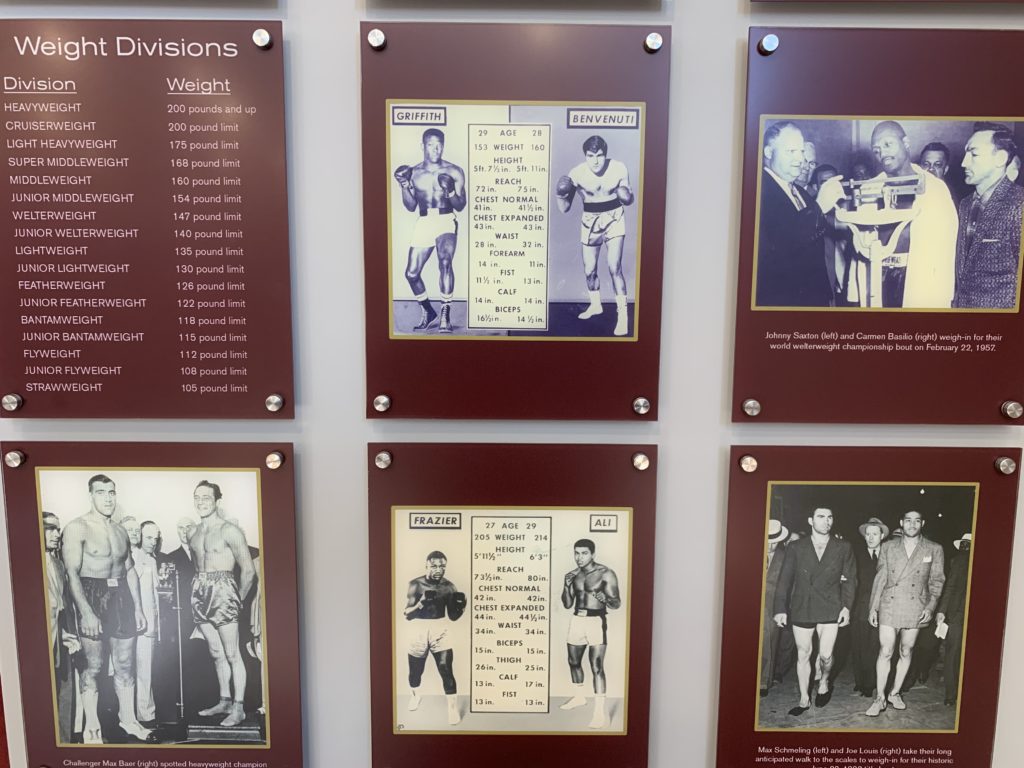 Weight Divisions
Division Weight
HEAVYWEIGHT 200 pounds and up
CRUISERWEIGHT 200 pound limit
LIGHT HEAVYWEIGHT 175 pound limit
SUPER MIDDLEWEIGHT 168 pound limit
MIDDLEWEIGHT 160 pound limit
JUNIOR MIDDLEWEIGHT 154 pound limit
WELTERWEIGHT 147 pound limit
JUNIOR WELTERWEIGHT 140 pound limit
LIGHTWEIGHT 135 pound limit
JUNIOR LIGHTWEIGHT 130 pound limit
FEATHERWEIGHT 126 pound limit
JUNIOR FEATHERWEIGHT 122 pound limit
BANTAMWEIGHT 118 pound limit
JUNIOR BANTAMWEIGHT 115 pound limit
FLYWEIGHT 112 pound limit
JUNIOR FLYWEIGHT 108 pound limit
STRAWWEIGHT 105 pound limit
GRIFFITH BENVENUTI
29 AGE 28
153 WEIGHT 160
HEIGHT
5ft. 7½ in. 5ft. 11 in.
REACH
72 in. 75 in.
CHEST NORMAL
41 in. 41½ in.
CHEST EXPANDED
43 in. 43 in.
WAIST
28 in. 32 in.
FOREARM
14 in. 11 in.
FIST
11½ in. 13 in.
CALF
14 in. 14 in.
BICEPS
16½ in. 14½ in.
Johnny Saxton (left) and Carmen Basilio (right) weigh-in for their
world welterweight championship bout on February 22, 1957.
Challenger Max Baer (right) spotted heavyweight champion
FRAZIER ALI
27 AGE 29
205 WEIGHT 214
HEIGHT
5'11½" 6'3"
REACH
73½ in. 80 in.
CHEST NORMAL
42 in. 42 in.
CHEST EXPANDED
44 in. 44½ in.
WAIST
34 in. 34 in.
BICEPS
15 in. 15 in.
THIGH
26 in. 25 in.
CALF
13 in. 17 in.
FIST
13 in. 13 in.
Max Schmeling (left) and Joe Louis (right) take their long
anticipated walk to the scales to weigh-in for their historic